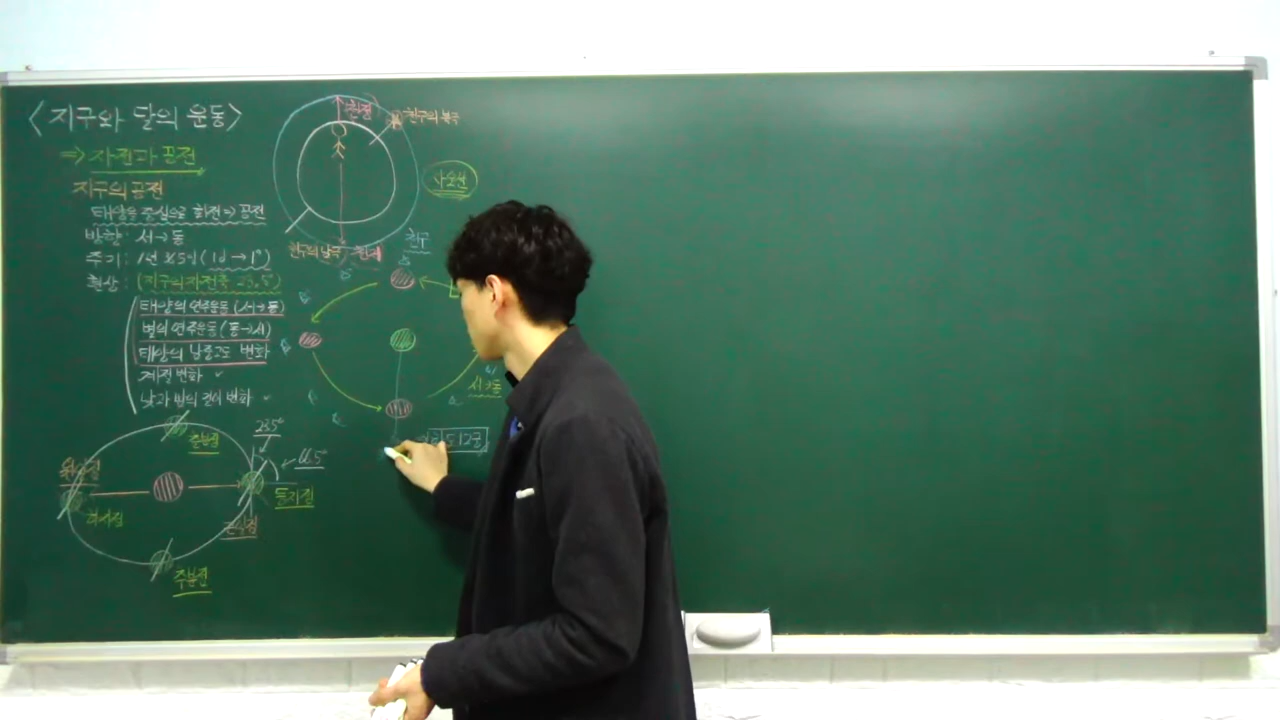 <지구와 달의 운동>
⇒ 자전과 공전
지구의 공전
태양을 중심으로 회전 ⇒ 공전
방향: 서→동
주기: 1년 365일 (1d → 1°)
현상: (지구의 자전축 23.5°)
태양의 연주운동 (서→동)
별의 연주운동 (동→서)
태양의 남중고도 변화
계절 변화
낮과 밤의 길이 변화
천정
천구의 북극
자오선
천구의 남극
천저
천구
서→동
황도12궁
춘분점
23.5°
66.5°
원일점
하지점
동지점
근일점
추분점